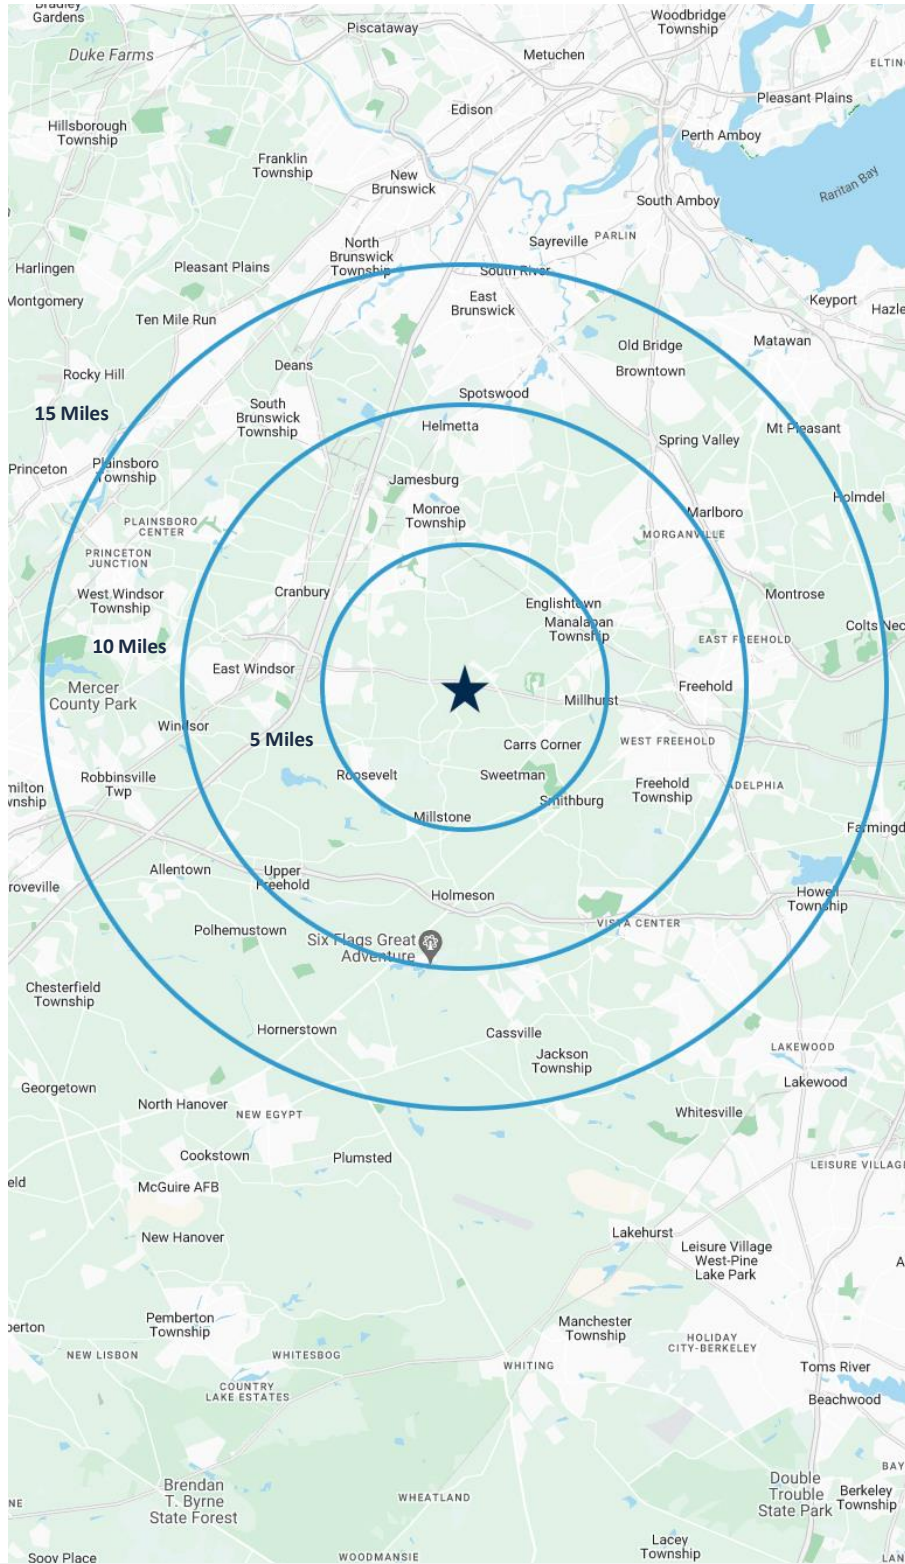 Bradley
Gardens
Woodbridge
Township
Piscataway
Duke Farms
Metuchen
Pleasant Plains
Edison
Hillsborough
Township
Perth Amboy
Franklin
Township
New
Brunswick
Raritan Bay
South Amboy
North
Brunswick
Township
Sayreville
PARLIN
Harlingen
Pleasant Plains
South River
Montgomery
East
Brunswick
Keyport
Ten Mile Run
Matawan
Old Bridge
Deans
Rocky Hill
Browntown
Spotswood
15 Miles
South
Brunswick
Township
Helmetta
Mt Pleasant
Spring Valley
Princeton
Plainsboro
Township
Jamesburg
Holmdel
Monroe
Township
Marlboro
PLAINSBORO
CENTER
MORGANVILLE
PRINCETON
JUNCTION
West Windsor
Township
Cranbury
Englishtown
Montrose
Manalapan
Township
10 Miles
EAST FREEHOLD
East Windsor
Mercer
County Park
Freehold
Millhurst
Windsor
5 Miles
Carrs Corner
WEST FREEHOLD
Robbinsville
Twp
Roosevelt
Sweetman
Freehold
Township
ADELPHIA
Smithburg
Millstone
Allentown
Upper
Freehold
Holmeson
Howell
Township
Polhemustown
VISTA CENTER
Six Flags Great
Adventure
Chesterfield
Township
Hornerstown
Cassville
LAKEWOOD
Jackson
Township
Georgetown
Lakewood
North Hanover
NEW EGYPT
Whitesville
Cookstown
Plumsted
LEISURE VILLAGE
McGuire AFB
New Hanover
Lakehurst
Leisure Village
West-Pine
Lake Park
Pemberton
Township
Manchester
Township
HOLIDAY
CITY-BERKELEY
NEW LISBON
WHITESBOG
WHITING
Toms River
COUNTRY
LAKE ESTATES
Beachwood
Brendan
T. Byrne
State Forest
WHEATLAND
Double
Trouble
State Park
Berkeley
Township
Lacey
Township
Sooy Place
WOODMANSIE